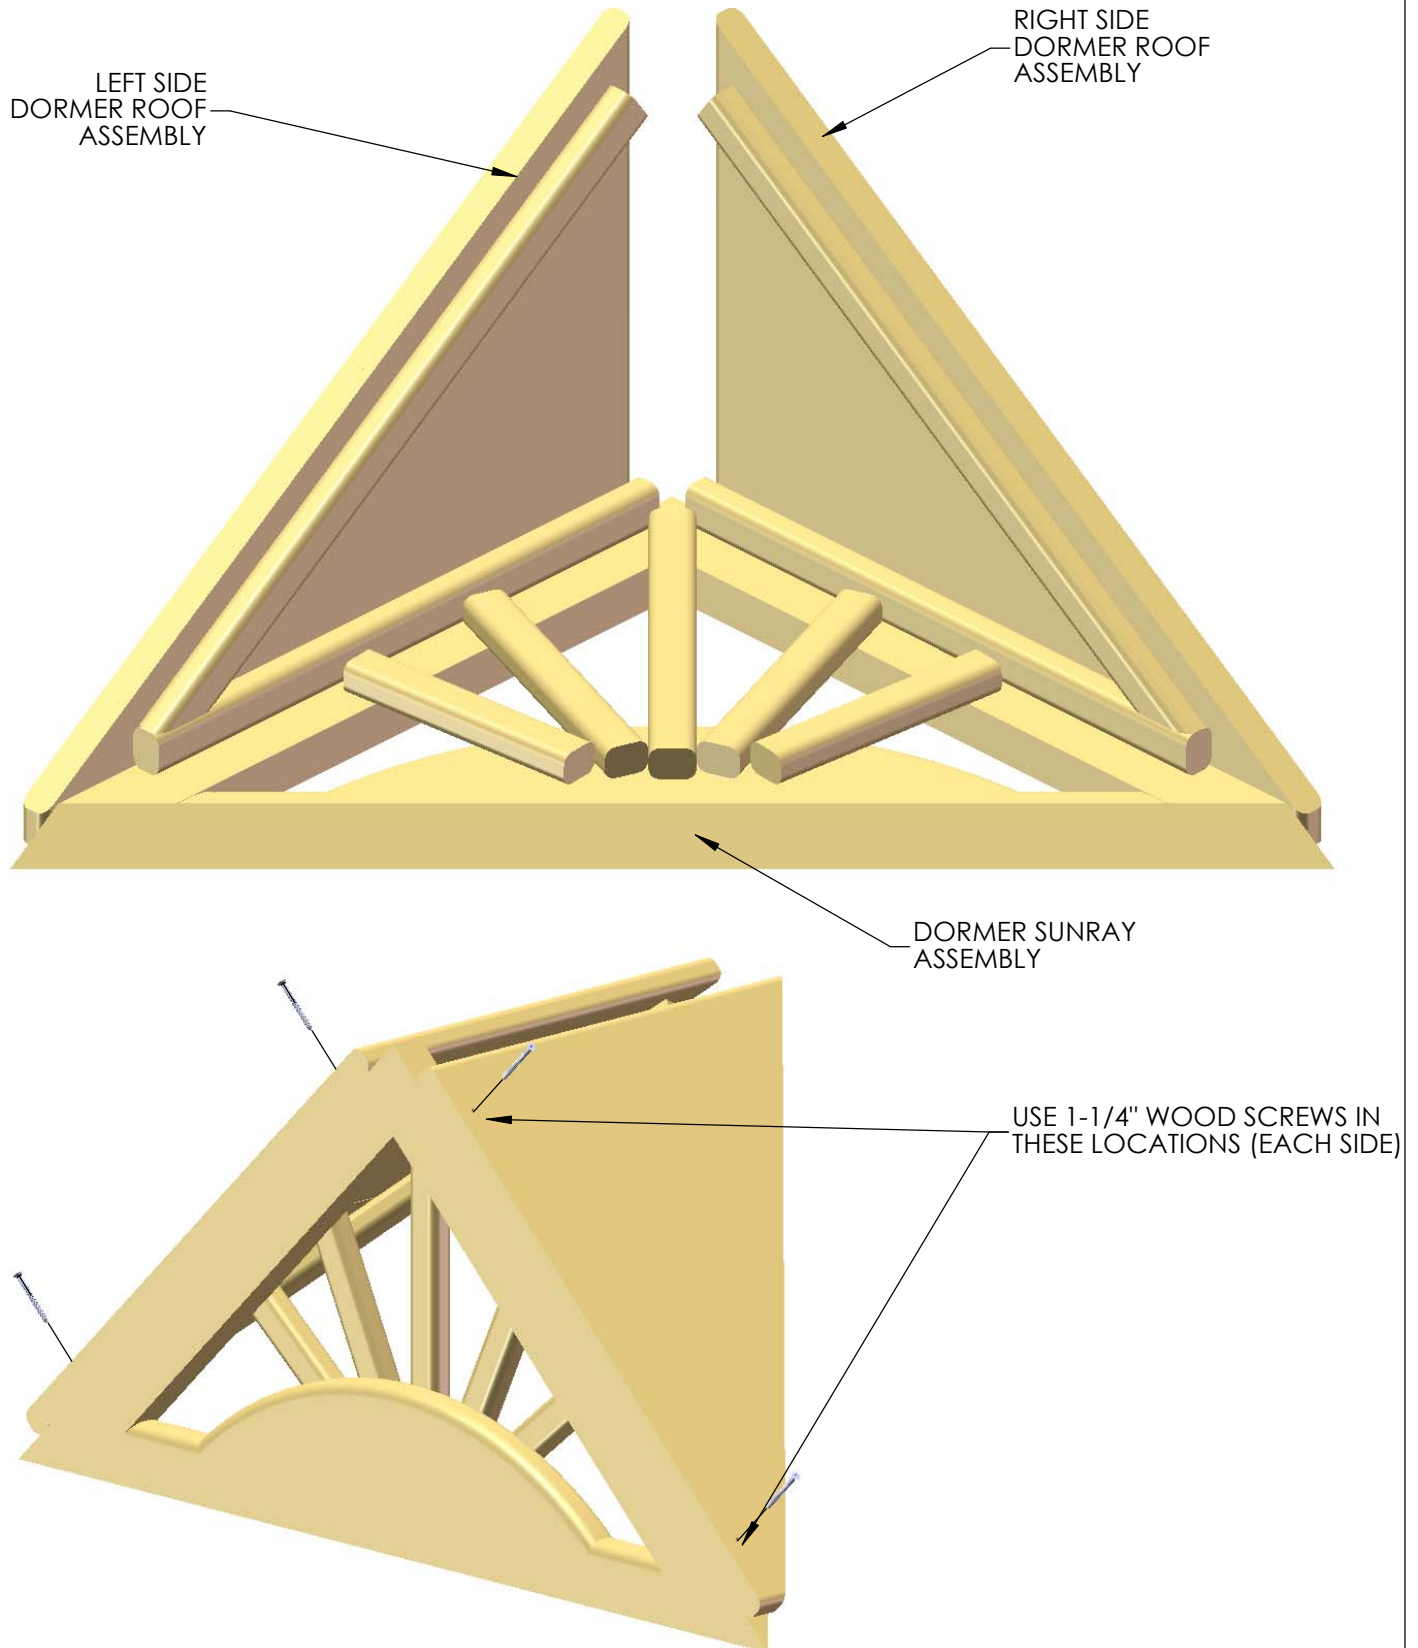 LEFT SIDE
DORMER ROOF
ASSEMBLY
RIGHT SIDE
DORMER ROOF
ASSEMBLY
DORMER SUNRAY
ASSEMBLY
USE 1-1/4" WOOD SCREWS IN
THESE LOCATIONS (EACH SIDE)